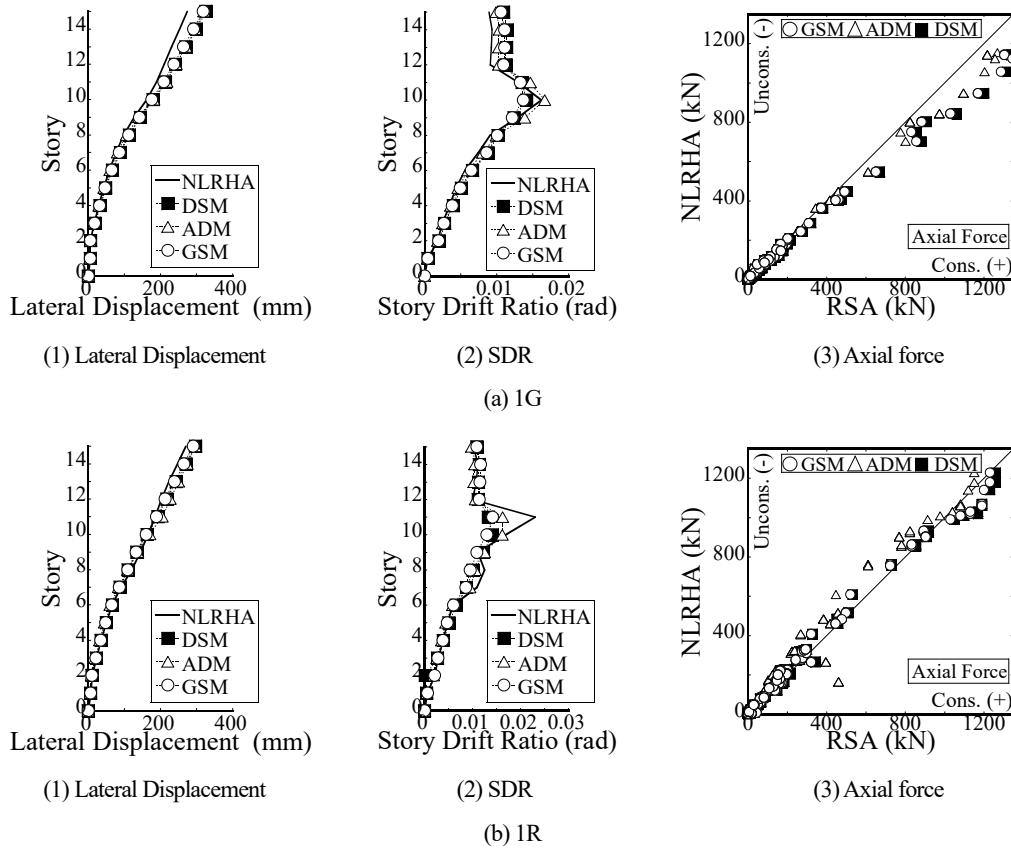 14
12
10
8
6
4
2
0
Story
NLRHA
DSM
ADM
GSM
0 200 400
Lateral Displacement (mm)
(1) Lateral Displacement
14
12
10
8
6
4
2
0
Story
NLRHA
DSM
ADM
GSM
0 0.01 0.02
Story Drift Ratio (rad)
(2) SDR
GSM ADM DSM
1200
800
400
0
NLRHA (kN)
Uncons. (-)
Axial Force
Cons. (+)
0 400 800 1200
RSA (kN)
(3) Axial force
(a) 1G
14
12
10
8
6
4
2
0
Story
NLRHA
DSM
ADM
GSM
0 200 400
Lateral Displacement (mm)
(1) Lateral Displacement
14
12
10
8
6
4
2
0
Story
NLRHA
DSM
ADM
GSM
0 0.01 0.02 0.03
Story Drift Ratio (rad)
(2) SDR
GSM ADM DSM
1200
800
400
0
NLRHA (kN)
Uncons. (-)
Axial Force
Cons. (+)
0 400 800 1200
RSA (kN)
(3) Axial force
(b) 1R